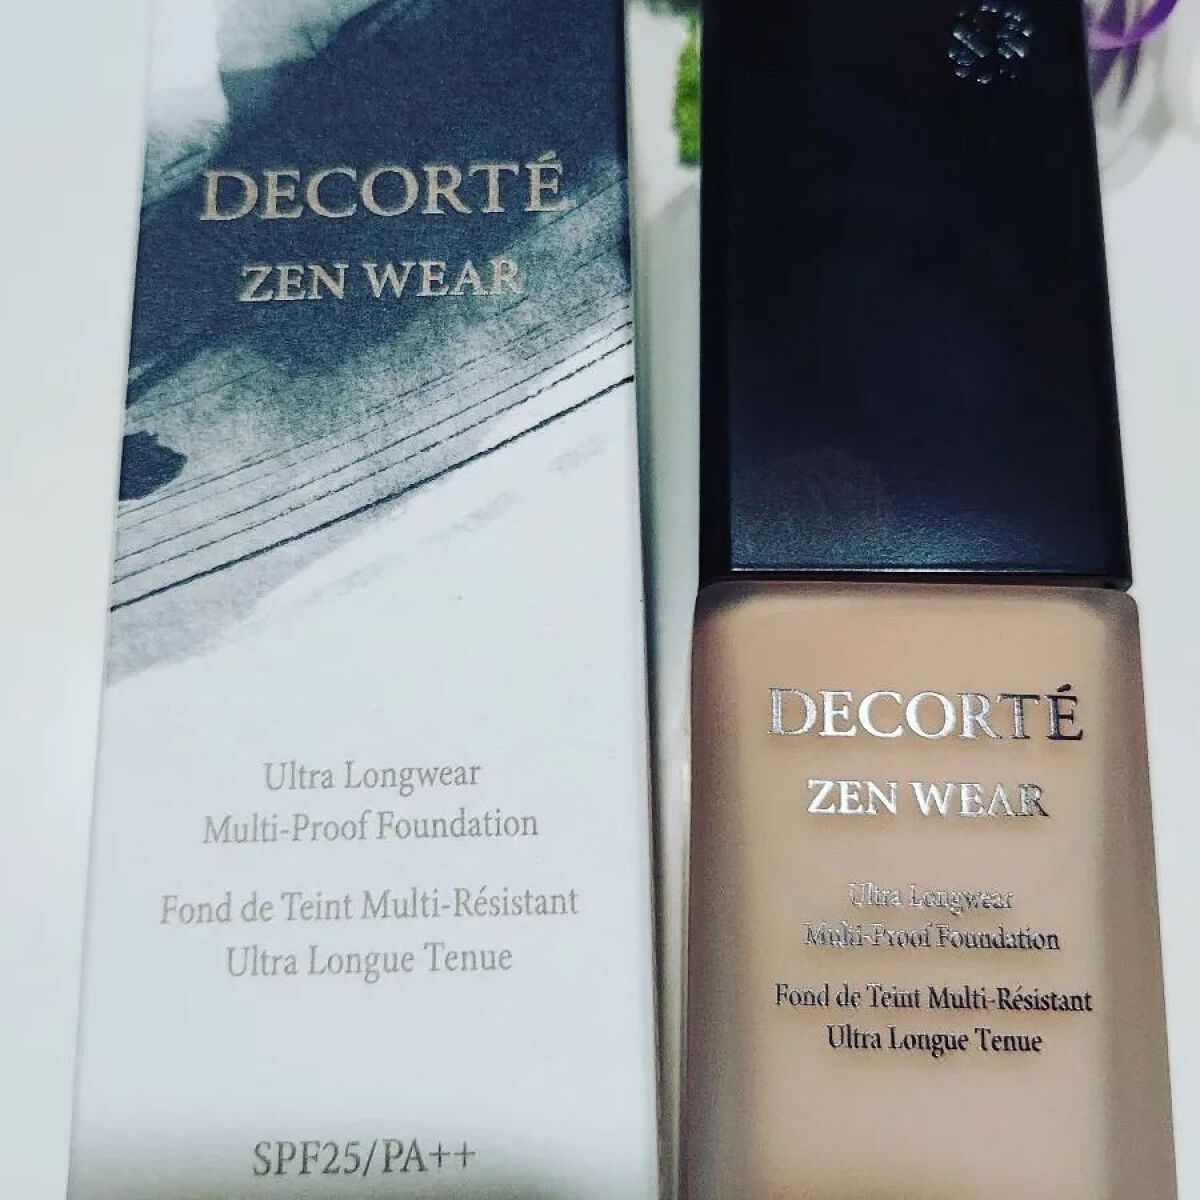 DECORTÉ
ZEN WEAR
Ultra Longwear
Multi-Proof Foundation
Fond de Teint Multi-Résistant
Ultra Longue Tenue
SPF25/PA++
DECORTÉ
ZEN WEAR
Ultra Longwear
Multi-Proof Foundation
Fond de Teint Multi-Résistant
Ultra Longue Tenue